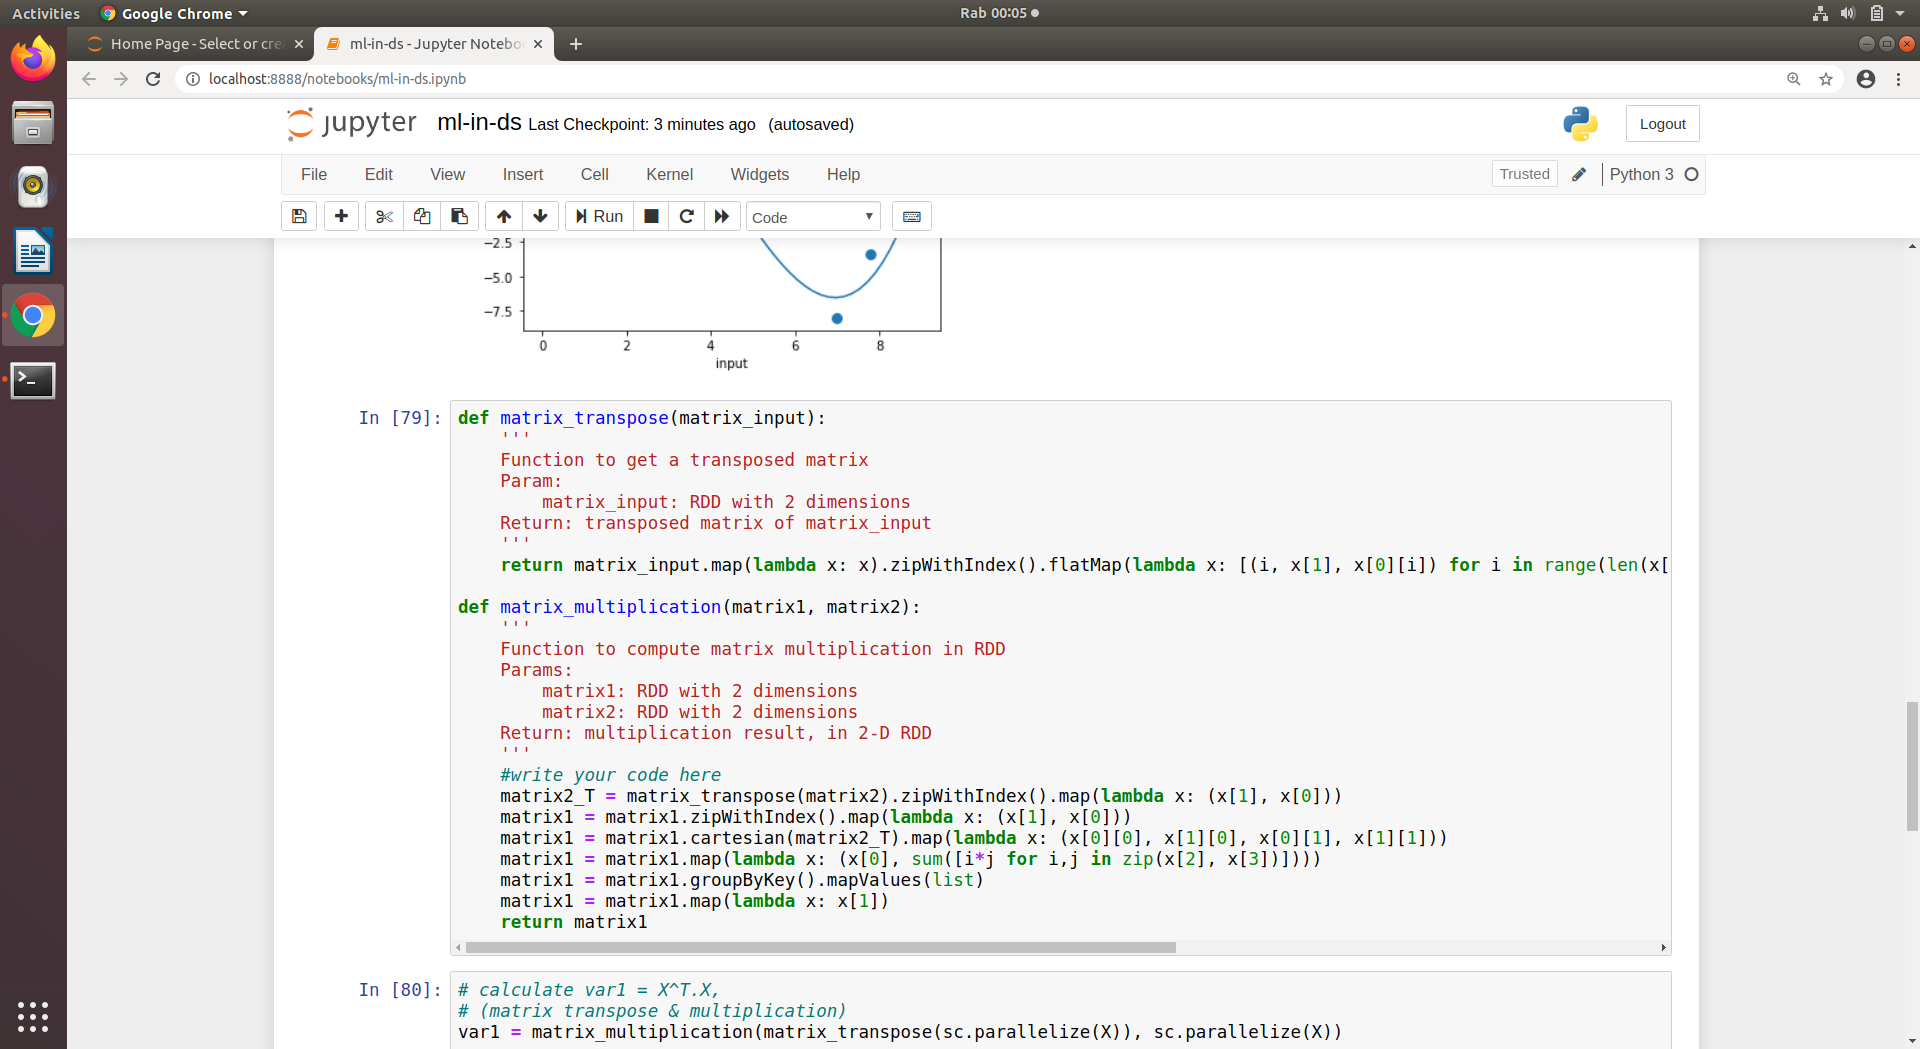 Activities
Google Chrome
Rab 00:05
Home Page - Select or cre
ml-in-ds - Jupyter Notebo
localhost:8888/notebooks/ml-in-ds.ipynb
jupyter ml-in-ds Last Checkpoint: 3 minutes ago (autosaved)
Logout
File Edit View Insert Cell Kernel Widgets Help
Trusted
Python 3
Run
Code
−2.5
−5.0
−7.5
0 2 4 6 8
input
In [79]:
def matrix_transpose(matrix_input):
    '''
    Function to get a transposed matrix
    Param:
        matrix_input: RDD with 2 dimensions
    Return: transposed matrix of matrix_input
    '''
    return matrix_input.map(lambda x: x).zipWithIndex().flatMap(lambda x: [(i, x[1], x[0][i]) for i in range(len(x[
def matrix_multiplication(matrix1, matrix2):
    '''
    Function to compute matrix multiplication in RDD
    Params:
        matrix1: RDD with 2 dimensions
        matrix2: RDD with 2 dimensions
    Return: multiplication result, in 2-D RDD
    '''
    #write your code here
    matrix2_T = matrix_transpose(matrix2).zipWithIndex().map(lambda x: (x[1], x[0]))
    matrix1 = matrix1.zipWithIndex().map(lambda x: (x[1], x[0]))
    matrix1 = matrix1.cartesian(matrix2_T).map(lambda x: (x[0][0], x[1][0], x[0][1], x[1][1]))
    matrix1 = matrix1.map(lambda x: (x[0], sum([i*j for i,j in zip(x[2], x[3])])))
    matrix1 = matrix1.groupByKey().mapValues(list)
    matrix1 = matrix1.map(lambda x: x[1])
    return matrix1
In [80]:
# calculate var1 = X^T.X,
# (matrix transpose & multiplication)
var1 = matrix_multiplication(matrix_transpose(sc.parallelize(X)), sc.parallelize(X))